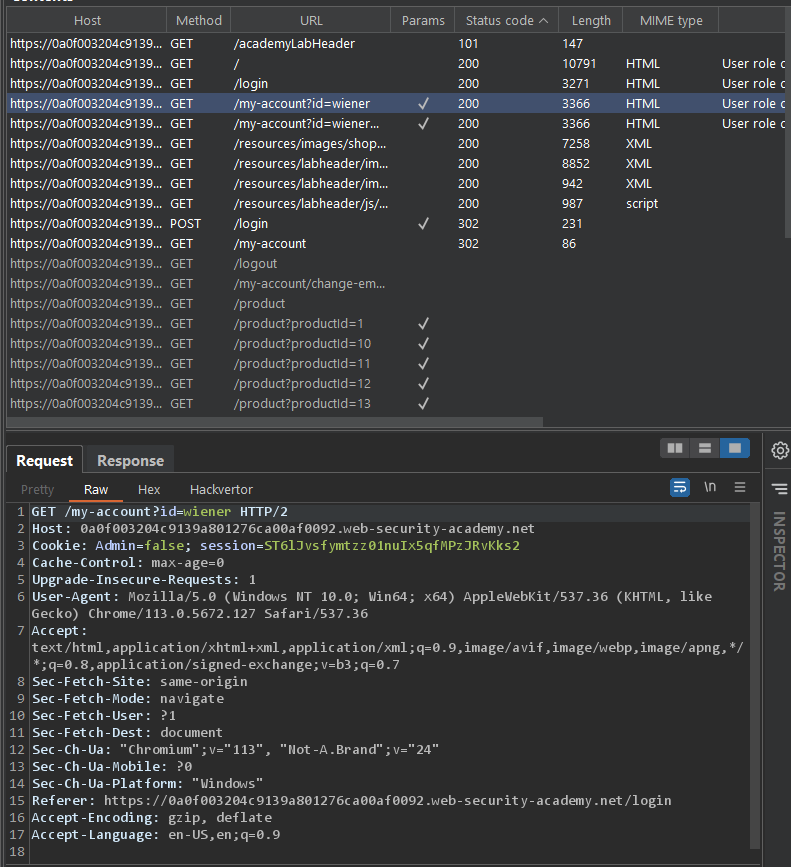 Host Method URL Params Status code Length MIME type
https://0a0f003204c9139... GET /academyLabHeader 101 147
https://0a0f003204c9139... GET / 200 10791 HTML User role c
https://0a0f003204c9139... GET /login 200 3271 HTML User role c
https://0a0f003204c9139... GET /my-account?id=wiener ✓ 200 3366 HTML User role c
https://0a0f003204c9139... GET /my-account?id=wiener... ✓ 200 3366 HTML User role c
https://0a0f003204c9139... GET /resources/images/shop... 200 7258 XML
https://0a0f003204c9139... GET /resources/labheader/im... 200 8852 XML
https://0a0f003204c9139... GET /resources/labheader/im... 200 942 XML
https://0a0f003204c9139... GET /resources/labheader/js/... 200 987 script
https://0a0f003204c9139... POST /login ✓ 302 231
https://0a0f003204c9139... GET /my-account 302 86
https://0a0f003204c9139... GET /logout
https://0a0f003204c9139... GET /my-account/change-em...
https://0a0f003204c9139... GET /product
https://0a0f003204c9139... GET /product?productId=1 ✓
https://0a0f003204c9139... GET /product?productId=10 ✓
https://0a0f003204c9139... GET /product?productId=11 ✓
https://0a0f003204c9139... GET /product?productId=12 ✓
https://0a0f003204c9139... GET /product?productId=13 ✓
Request Response
Pretty Raw Hex Hackvertor \n
1 GET /my-account?id=wiener HTTP/2
2 Host: 0a0f003204c9139a801276ca00af0092.web-security-academy.net
3 Cookie: Admin=false; session=ST6lJvsfymtzz01nuIx5qfMPzJRvKks2
4 Cache-Control: max-age=0
5 Upgrade-Insecure-Requests: 1
6 User-Agent: Mozilla/5.0 (Windows NT 10.0; Win64; x64) AppleWebKit/537.36 (KHTML, like
Gecko) Chrome/113.0.5672.127 Safari/537.36
7 Accept:
text/html,application/xhtml+xml,application/xml;q=0.9,image/avif,image/webp,image/apng,*/
*;q=0.8,application/signed-exchange;v=b3;q=0.7
8 Sec-Fetch-Site: same-origin
9 Sec-Fetch-Mode: navigate
10 Sec-Fetch-User: ?1
11 Sec-Fetch-Dest: document
12 Sec-Ch-Ua: "Chromium";v="113", "Not-A.Brand";v="24"
13 Sec-Ch-Ua-Mobile: ?0
14 Sec-Ch-Ua-Platform: "Windows"
15 Referer: https://0a0f003204c9139a801276ca00af0092.web-security-academy.net/login
16 Accept-Encoding: gzip, deflate
17 Accept-Language: en-US,en;q=0.9
18
INSPECTOR